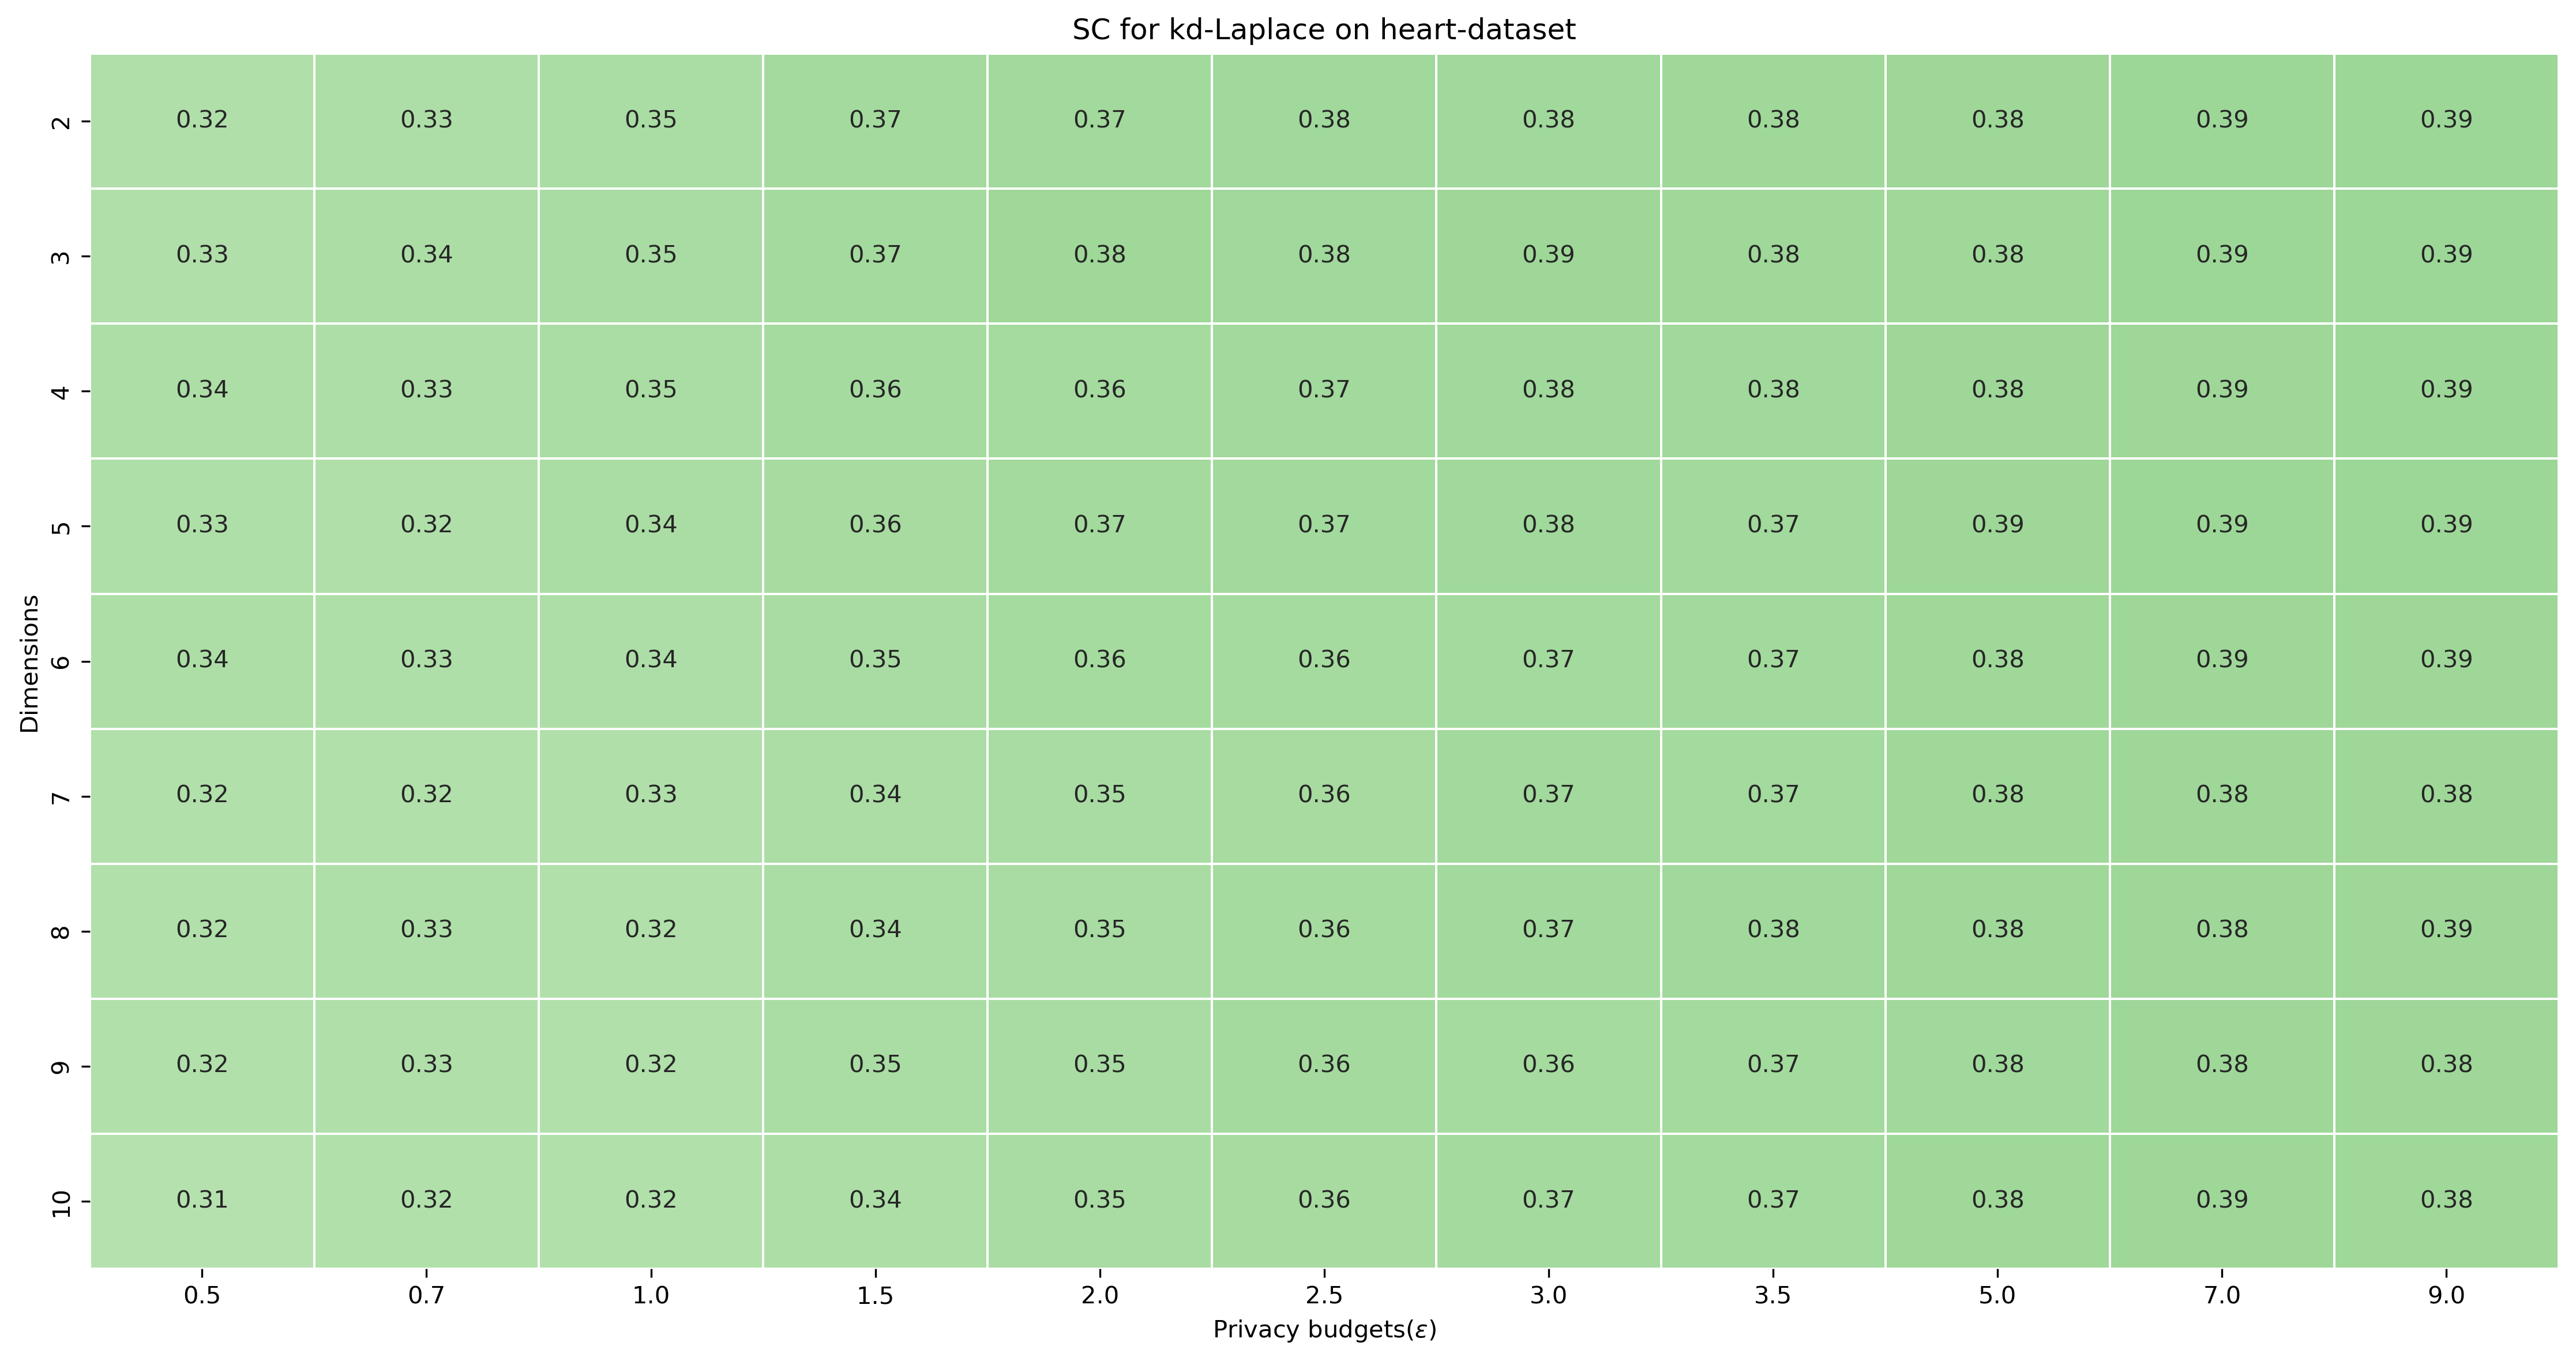 SC for kd-Laplace on heart-dataset
2 0.32 0.33 0.35 0.37 0.37 0.38 0.38 0.38 0.38 0.39 0.39
3 0.33 0.34 0.35 0.37 0.38 0.38 0.39 0.38 0.38 0.39 0.39
4 0.34 0.33 0.35 0.36 0.36 0.37 0.38 0.38 0.38 0.39 0.39
5 0.33 0.32 0.34 0.36 0.37 0.37 0.38 0.37 0.39 0.39 0.39
Dimensions
6 0.34 0.33 0.34 0.35 0.36 0.36 0.37 0.37 0.38 0.39 0.39
7 0.32 0.32 0.33 0.34 0.35 0.36 0.37 0.37 0.38 0.38 0.38
8 0.32 0.33 0.32 0.34 0.35 0.36 0.37 0.38 0.38 0.38 0.39
9 0.32 0.33 0.32 0.35 0.35 0.36 0.36 0.37 0.38 0.38 0.38
10 0.31 0.32 0.32 0.34 0.35 0.36 0.37 0.37 0.38 0.39 0.38
0.5 0.7 1.0 1.5 2.0 2.5 3.0 3.5 5.0 7.0 9.0
Privacy budgets(ε)